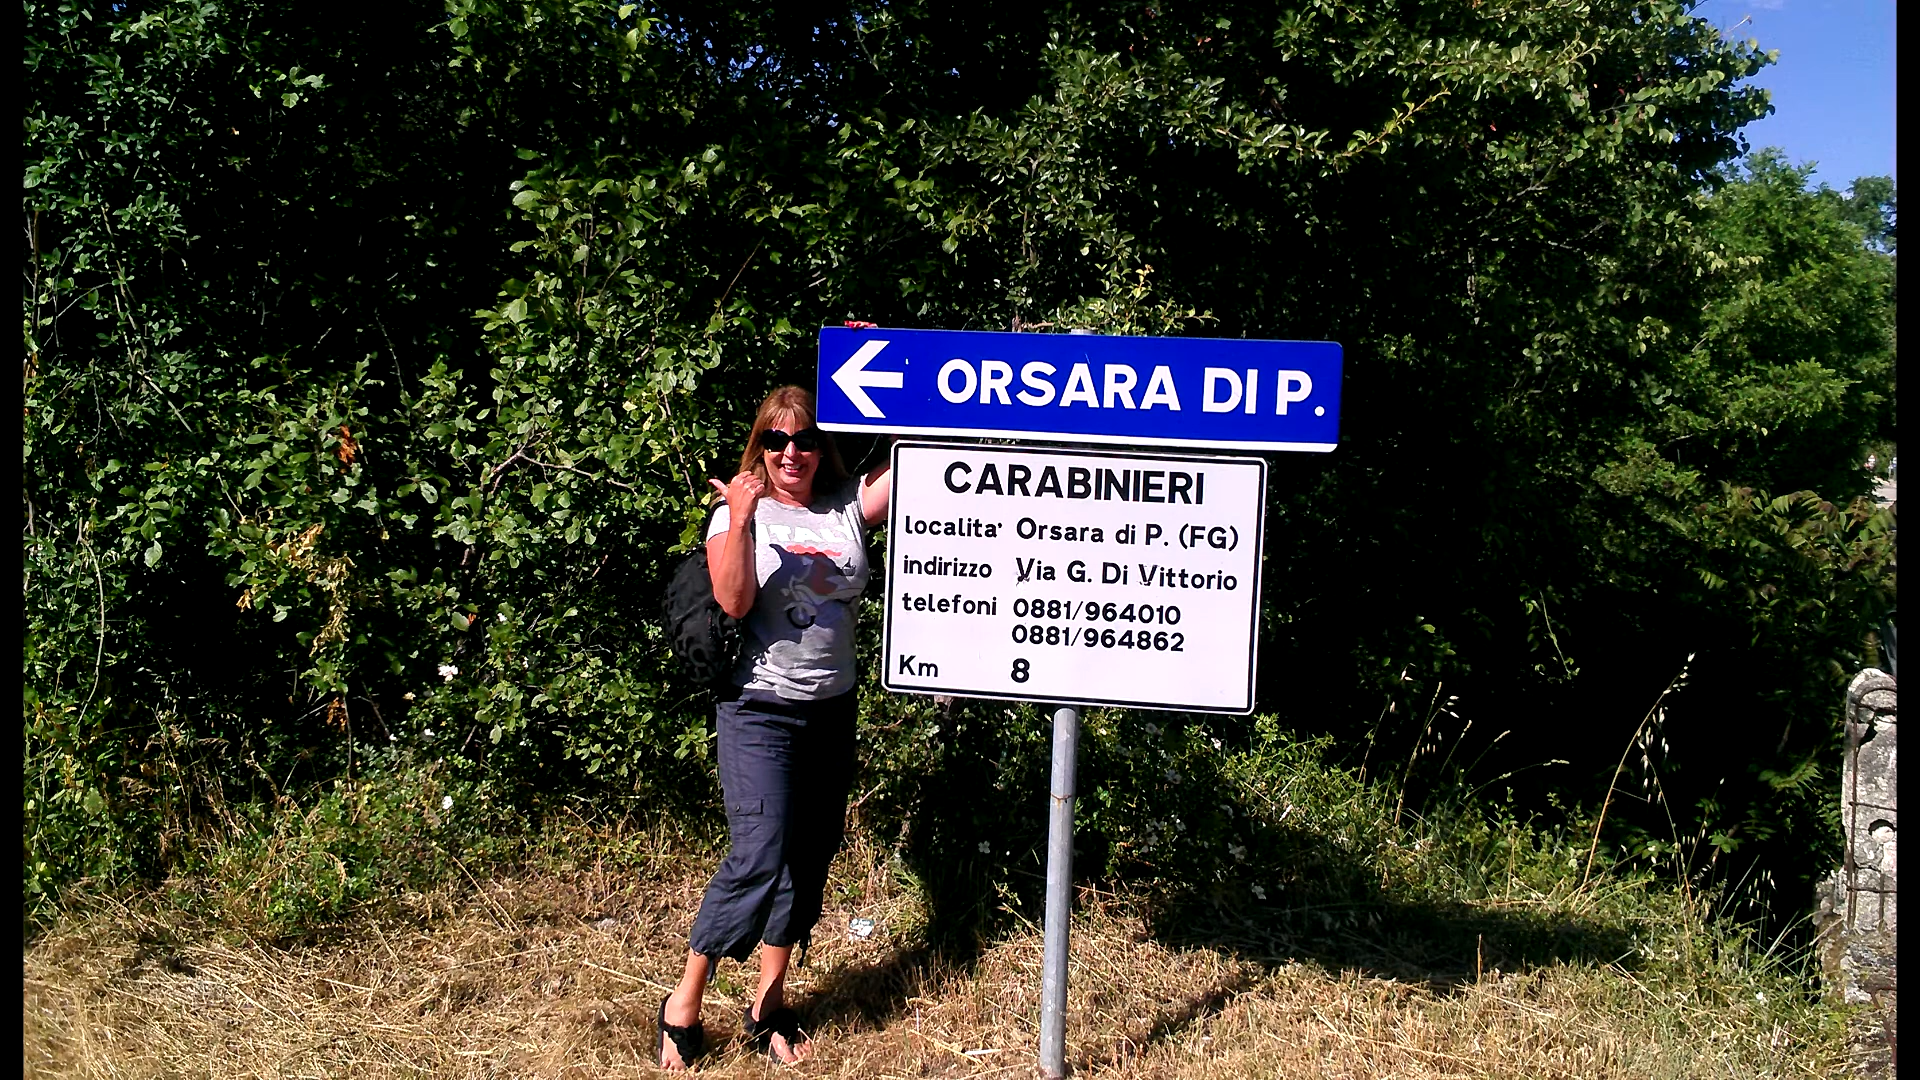 ORSARA DI P.
CARABINIERI
localita' Orsara di P. (FG)
indirizzo Via G. Di Vittorio
telefoni 0881/964010
0881/964862
Km 8